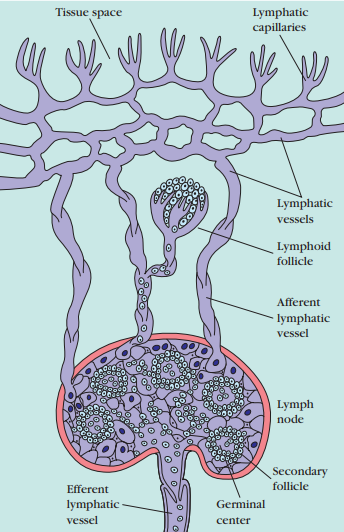 Tissue space
Lymphatic
capillaries
Lymphatic
vessels
Lymphoid
follicle
Afferent
lymphatic
vessel
Lymph
node
Secondary
follicle
Efferent
lymphatic
vessel
Germinal
center